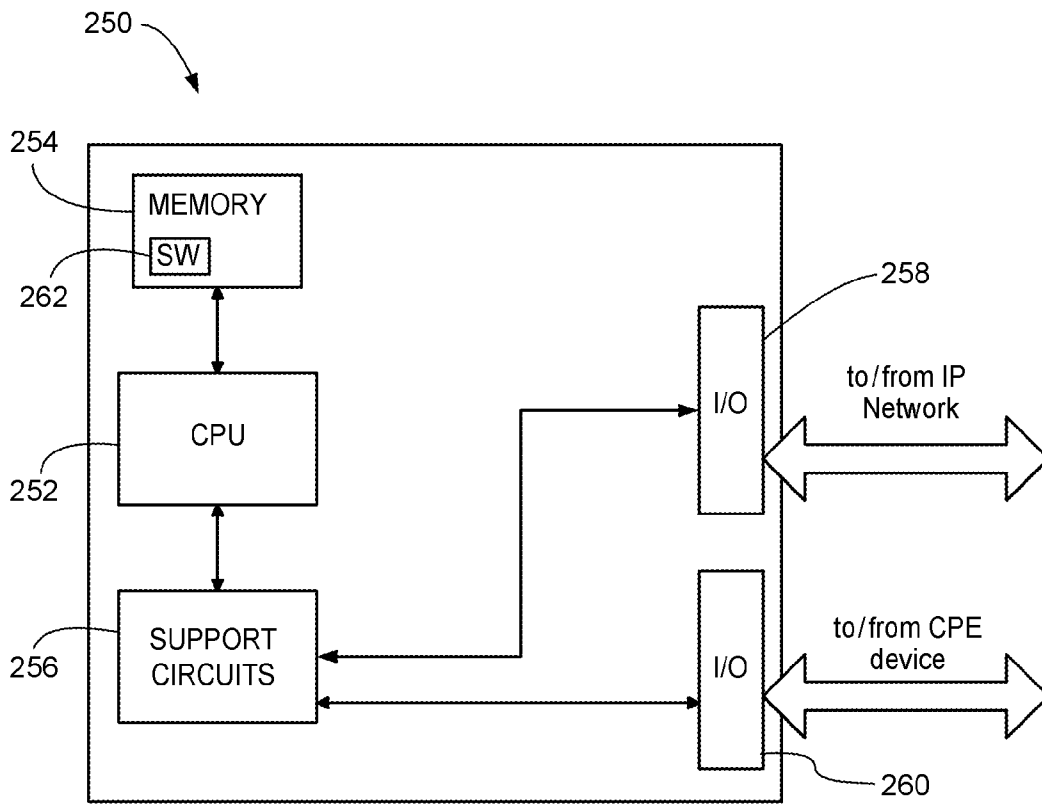 250
254
MEMORY
SW
262
258
to/from IP
Network
I/O
CPU
252
256
SUPPORT
CIRCUITS
to/from CPE
device
I/O
260